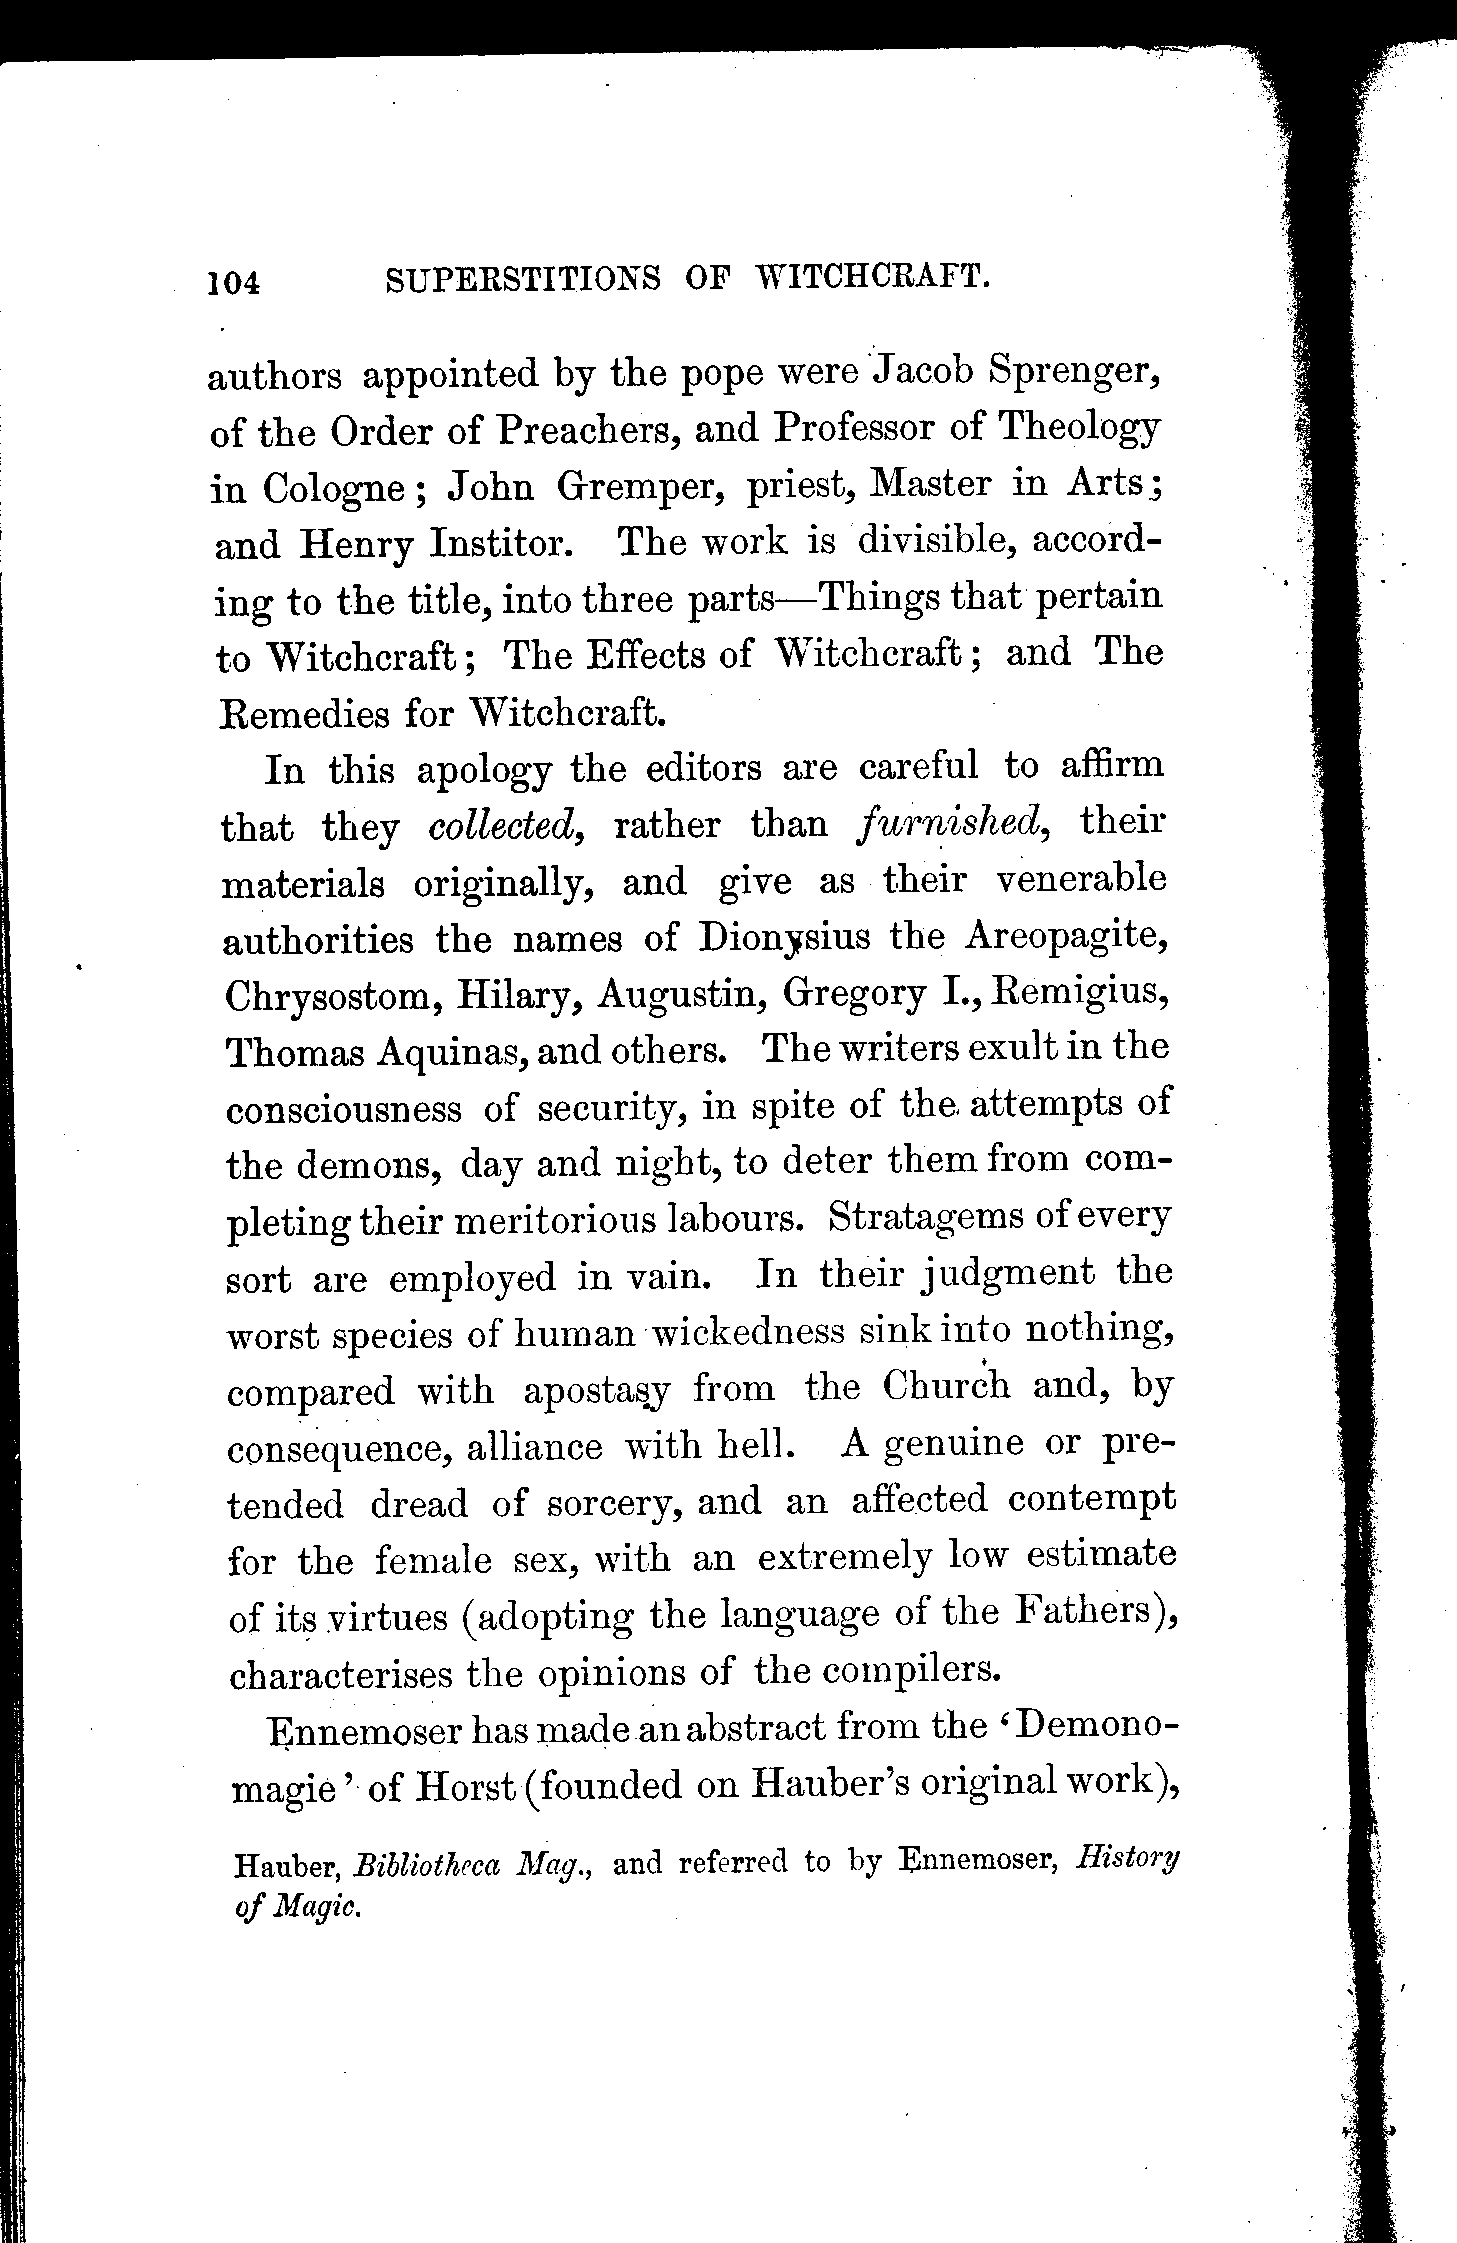 104 SUPERSTITIONS OF WITCHCRAFT.
authors appointed by the pope were Jacob Sprenger,
of the Order of Preachers, and Professor of Theology
in Cologne; John Gremper, priest, Master in Arts;
and Henry Institor. The work is divisible, accord-
ing to the title, into three parts—Things that pertain
to Witchcraft; The Effects of Witchcraft; and The
Remedies for Witchcraft.
In this apology the editors are careful to affirm
that they collected, rather than furnished, their
materials originally, and give as their venerable
authorities the names of Dionysius the Areopagite,
Chrysostom, Hilary, Augustin, Gregory I., Remigius,
Thomas Aquinas, and others. The writers exult in the
consciousness of security, in spite of the attempts of
the demons, day and night, to deter them from com-
pleting their meritorious labours. Stratagems of every
sort are employed in vain. In their judgment the
worst species of human wickedness sink into nothing,
compared with apostasy from the Church and, by
consequence, alliance with hell. A genuine or pre-
tended dread of sorcery, and an affected contempt
for the female sex, with an extremely low estimate
of its virtues (adopting the language of the Fathers),
characterises the opinions of the compilers.
Ennemoser has made an abstract from the ‘Demono-
magie’ of Horst (founded on Hauber's original work),
Hauber, Bibliotheca Mag., and referred to by Ennemoser, History
of Magic.